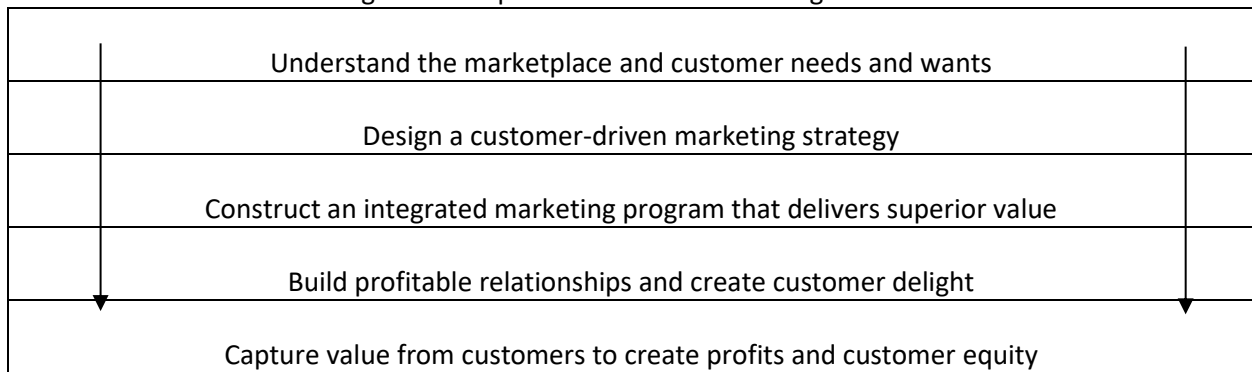 Understand the marketplace and customer needs and wants
Design a customer-driven marketing strategy
Construct an integrated marketing program that delivers superior value
Build profitable relationships and create customer delight
Capture value from customers to create profits and customer equity